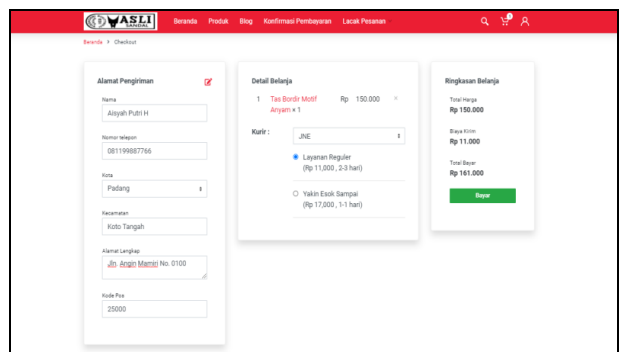 ASLI
SANDAL
Beranda Produk Blog Konfirmasi Pembayaran Lacak Pesanan
Beranda > Checkout
Alamat Pengiriman
Nama
Aisyah Putri H
Nomor telepon
081199887766
Kota
Padang
Kecamatan
Koto Tangah
Alamat Lengkap
Jln. Angin Mamiri No. 0100
Kode Pos
25000
Detail Belanja
1 Tas Bordir Motif Rp 150.000 ×
Anyam × 1
Kurir : JNE
Layanan Reguler
(Rp 11,000 , 2-3 hari)
Yakin Esok Sampai
(Rp 17,000 , 1-1 hari)
Ringkasan Belanja
Total Harga
Rp 150.000
Biaya Kirim
Rp 11.000
Total Bayar
Rp 161.000
Bayar